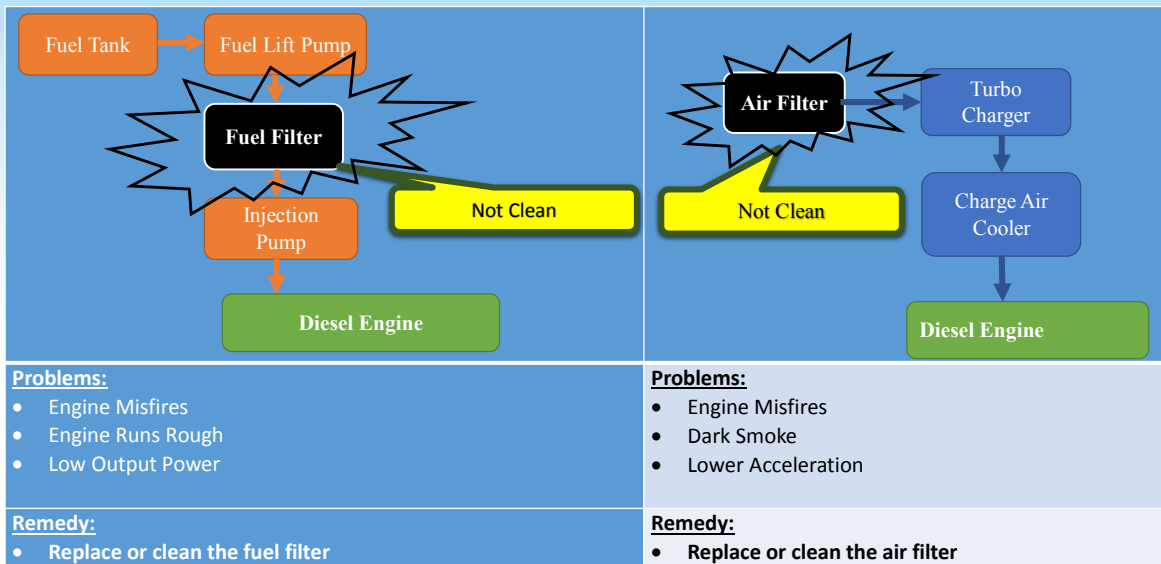 Fuel Tank
Fuel Lift Pump
Fuel Filter
Not Clean
Injection
Pump
Diesel Engine
Air Filter
Turbo
Charger
Not Clean
Charge Air
Cooler
Diesel Engine
Problems:
• Engine Misfires
• Engine Runs Rough
• Low Output Power
Problems:
• Engine Misfires
• Dark Smoke
• Lower Acceleration
Remedy:
• Replace or clean the fuel filter
Remedy:
• Replace or clean the air filter